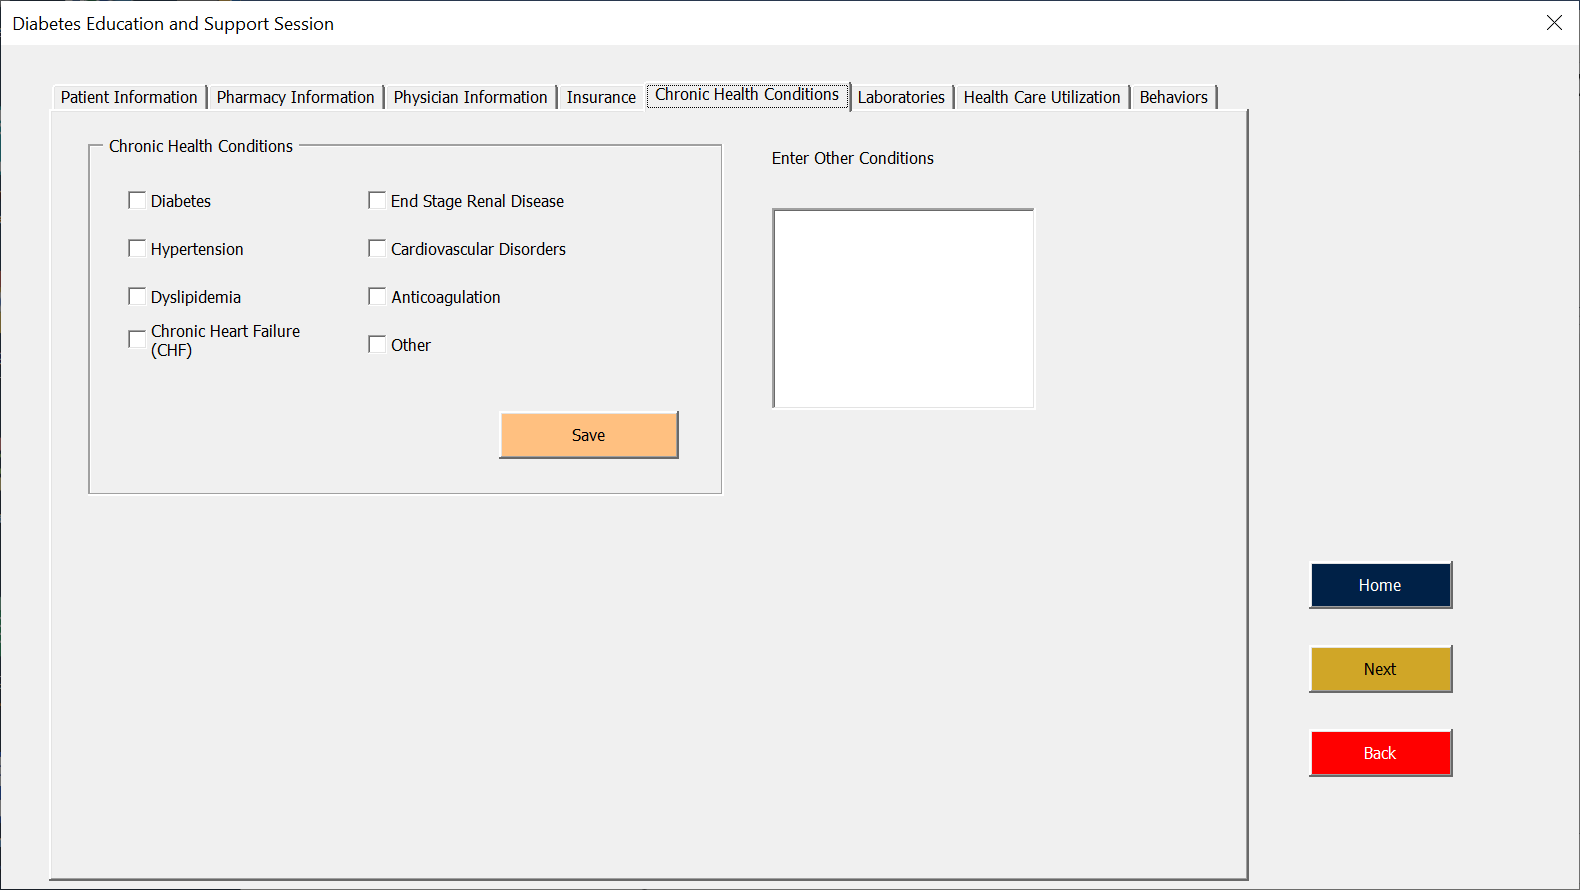 Diabetes Education and Support Session
Patient Information
Pharmacy Information
Physician Information
Insurance
Chronic Health Conditions
Laboratories
Health Care Utilization
Behaviors
Chronic Health Conditions
Diabetes
Hypertension
Dyslipidemia
Chronic Heart Failure
(CHF)
End Stage Renal Disease
Cardiovascular Disorders
Anticoagulation
Other
Save
Enter Other Conditions
Home
Next
Back